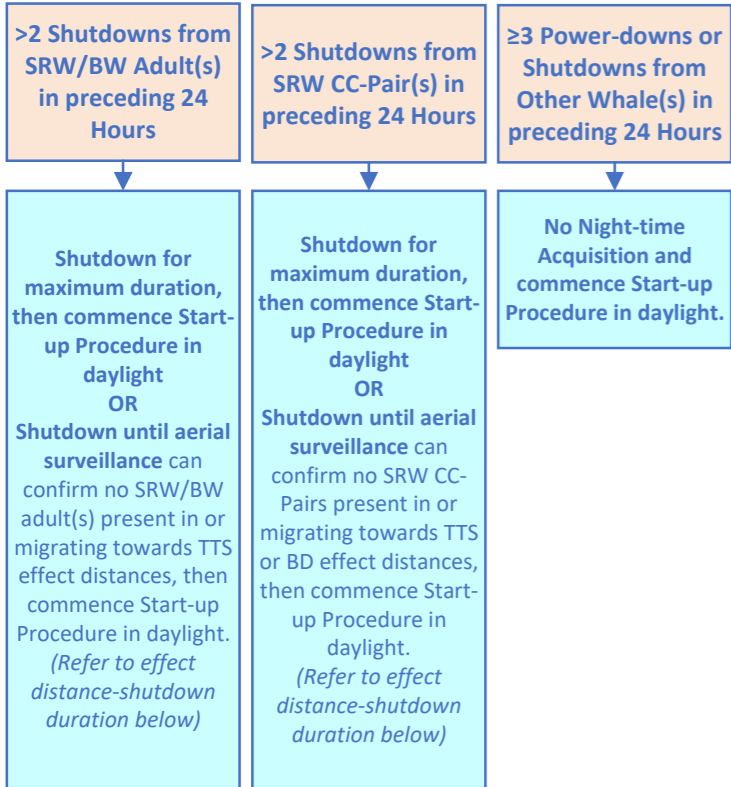 >2 Shutdowns from
SRW/BW Adult(s)
in preceding 24
Hours
>2 Shutdowns from
SRW CC-Pair(s) in
preceding 24 Hours
≥3 Power-downs or
Shutdowns from
Other Whale(s) in
preceding 24 Hours
Shutdown for
maximum duration,
then commence Start-
up Procedure in
daylight
OR
Shutdown until aerial
surveillance can
confirm no SRW/BW
adult(s) present in or
migrating towards TTS
effect distances, then
commence Start-up
Procedure in daylight.
(Refer to effect
distance-shutdown
duration below)
Shutdown for
maximum duration,
then commence Start-
up Procedure in
daylight
OR
Shutdown until aerial
surveillance can
confirm no SRW CC-
Pairs present in or
migrating towards TTS
or BD effect distances,
then commence Start-
up Procedure in
daylight.
(Refer to effect
distance-shutdown
duration below)
No Night-time
Acquisition and
commence Start-up
Procedure in daylight.